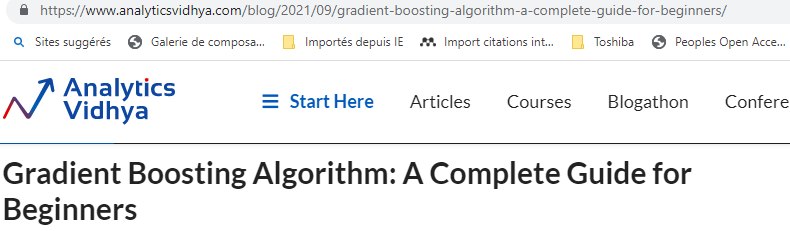 https://www.analyticsvidhya.com/blog/2021/09/gradient-boosting-algorithm-a-complete-guide-for-beginners/
Sites suggérés Galerie de composa... Importés depuis IE Import citations int... Toshiba Peoples Open Acce...
Analytics Vidhya
Start Here Articles Courses Blogathon Confere
Gradient Boosting Algorithm: A Complete Guide for
Beginners